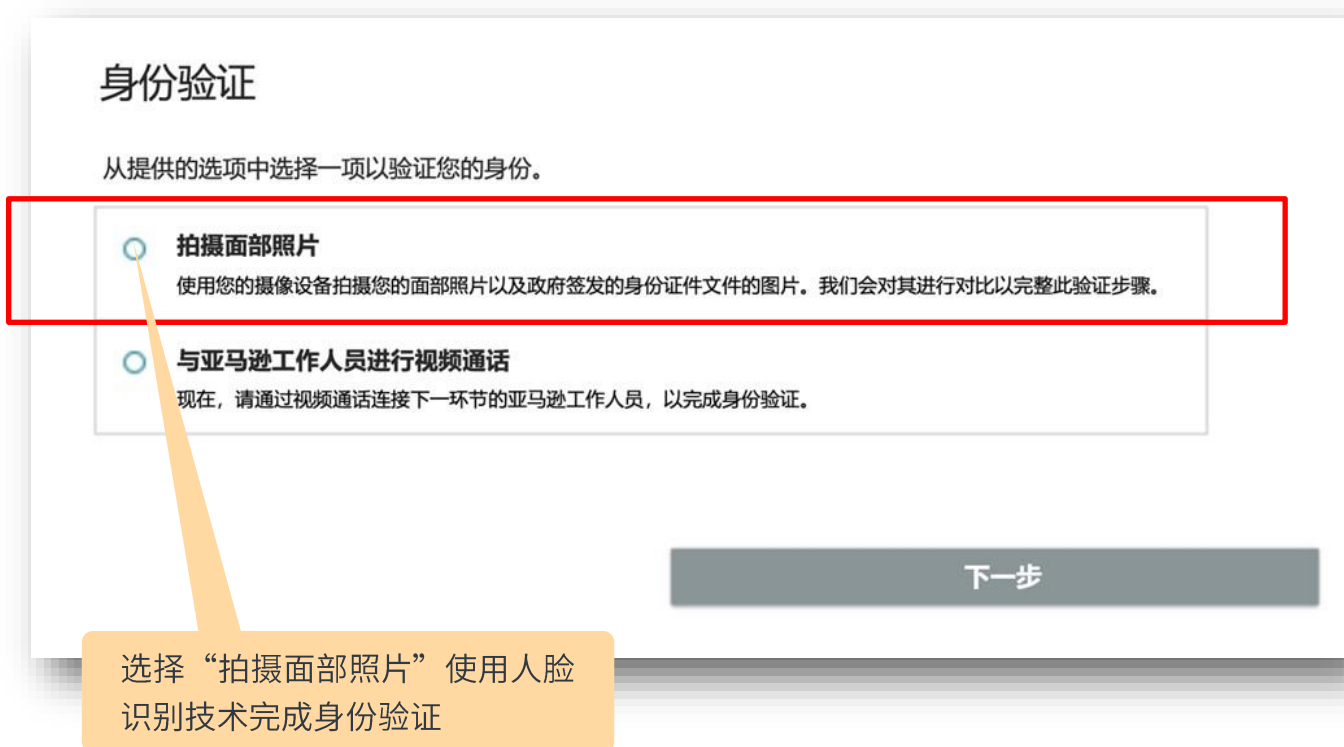 身份验证
从提供的选项中选择一项以验证您的身份。
拍摄面部照片
使用您的摄像设备拍摄您的面部照片以及政府签发的身份证件文件的图片。我们会对其进行对比以完整此验证步骤。
与亚马逊工作人员进行视频通话
现在，请通过视频通话连接下一环节的亚马逊工作人员，以完成身份验证。
下一步
选择“拍摄面部照片”使用人脸
识别技术完成身份验证